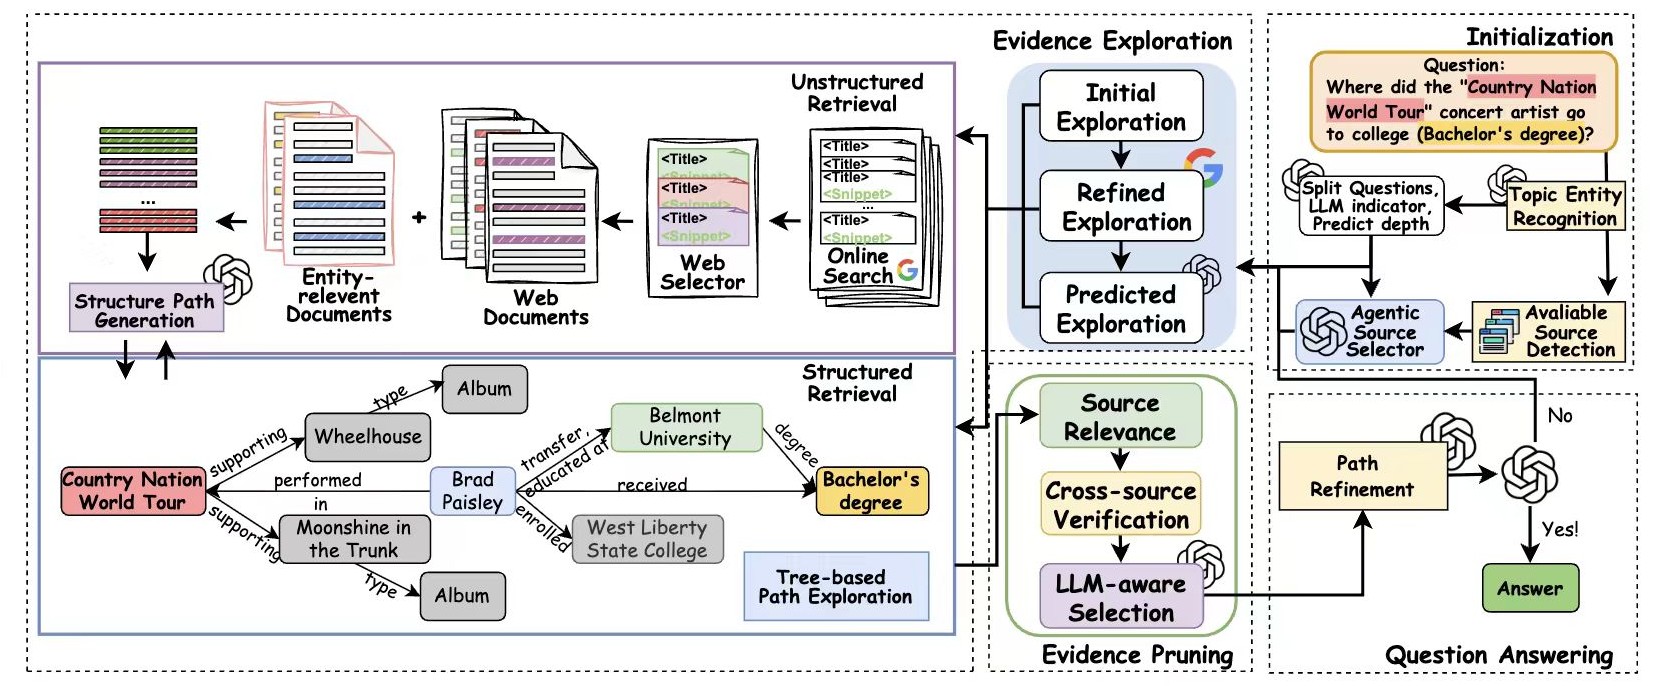 Evidence Exploration
Initial
Exploration
Refined
Exploration
Predicted
Exploration
Initialization
Question:
Where did the "Country Nation
World Tour" concert artist go
to college (Bachelor's degree)?
Split Questions,
LLM indicator,
Predict depth
Topic Entity
Recognition
Agentic
Source
Selector
Avaliable
Source
Detection
Unstructured
Retrieval
<Title>
<Title>
<Title>
<Snippet>
...
<Title>
<Snippet>
Online
Search
<Title>
<Snippet>
<Title>
<Snippet>
<Title>
<Snippet>
Web
Selector
Web
Documents
+
Entity-
relevent
Documents
...
Structure Path
Generation
Structured
Retrieval
Album
type
Wheelhouse
supporting
Country Nation
World Tour
performed
in
supporting
Moonshine in
the Trunk
type
Album
Brad
Paisley
transfer,
educated at
Belmont
University
degree
received
Bachelor's
degree
enrolled
West Liberty
State College
Tree-based
Path Exploration
Source
Relevance
Cross-source
Verification
LLM-aware
Selection
Evidence Pruning
Path
Refinement
No
Yes!
Answer
Question Answering